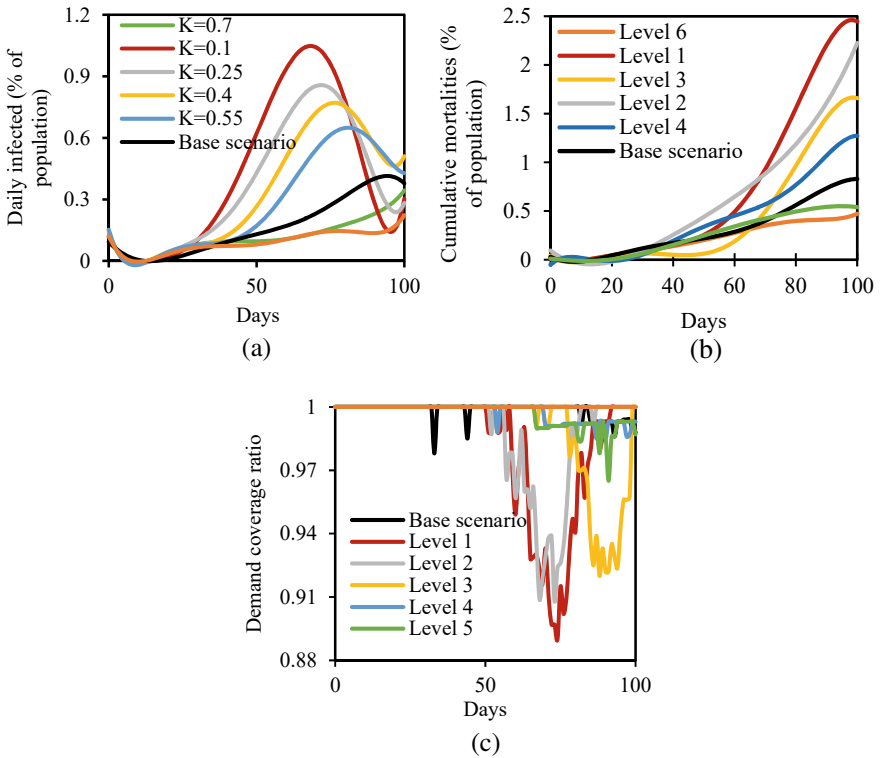 Daily infected (% of
population)
1.2
0.9
0.6
0.3
0
K=0.7
K=0.1
K=0.25
K=0.4
K=0.55
Base scenario
0
50
100
Days
(a)
Cumulative mortalities (%
of population)
2.5
2
1.5
1
0.5
0
Level 6
Level 1
Level 3
Level 2
Level 4
Base scenario
0
20
40
60
80
100
Days
(b)
Demand coverage ratio
1
0.97
0.94
0.91
0.88
Base scenario
Level 1
Level 2
Level 3
Level 4
Level 5
0
50
100
Days
(c)